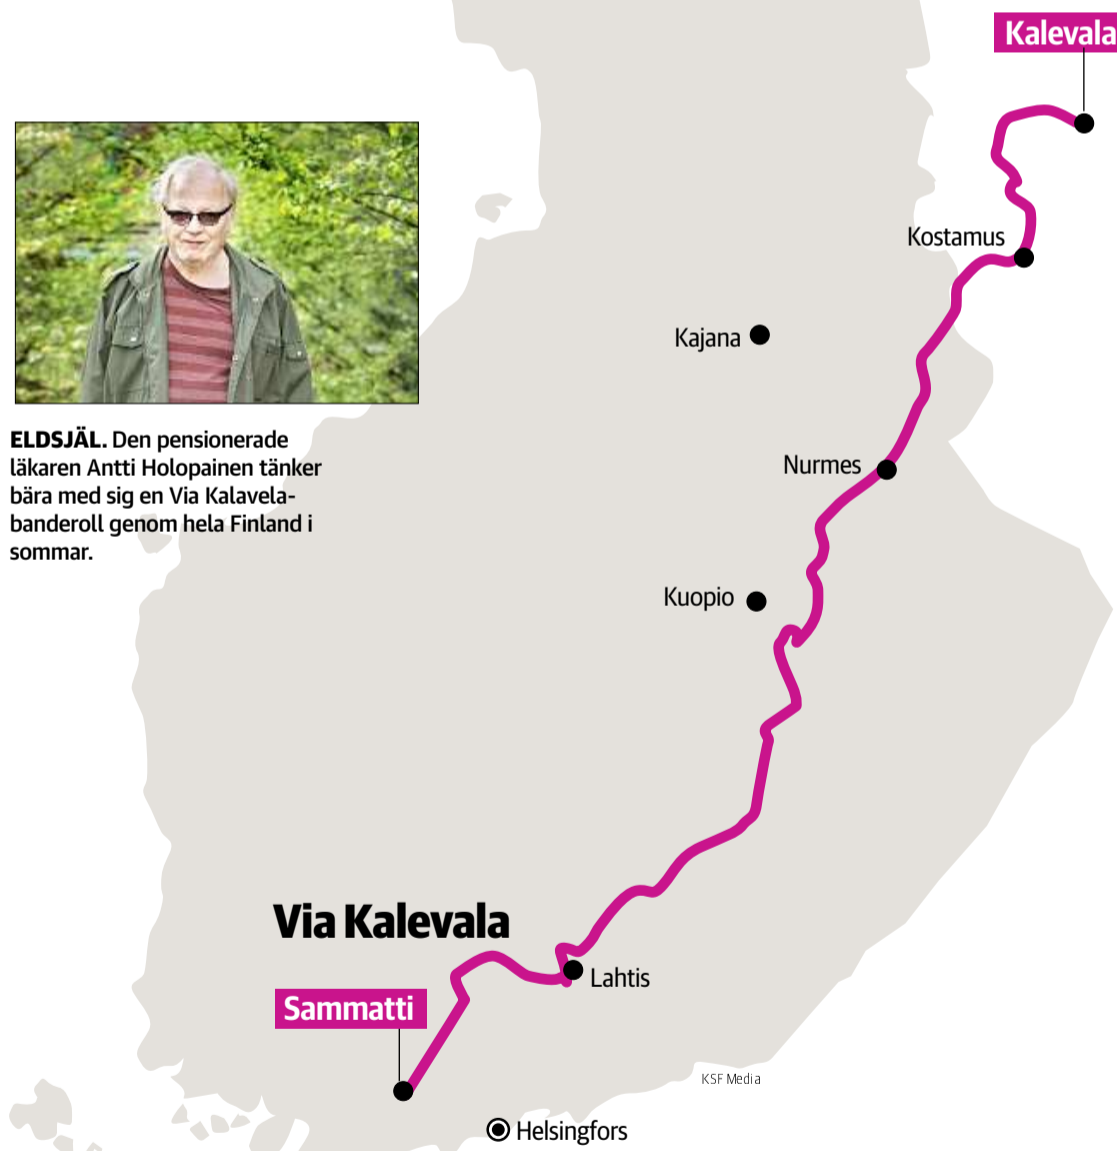 Kalevala
Kostamus
Kajana
ELDSJÄL. Den pensionerade
läkaren Antti Holopainen tänker
bära med sig en Via Kalavela-
banderoll genom hela Finland i
sommar.
Nurmes
Kuopio
Via Kalevala
Lahtis
Sammatti
KSF Media
Helsingfors